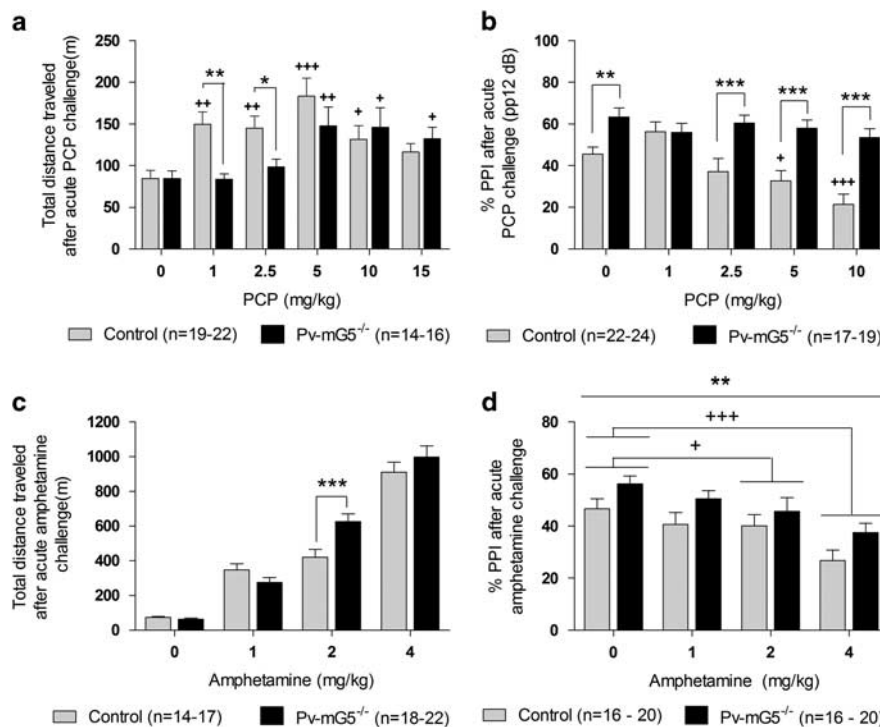 a
Total distance traveled
after acute PCP challenge(m)
250
200
150
100
50
0
++
**
++
*
+++
++
+
+
+
0 1 2.5 5 10 15
PCP (mg/kg)
Control (n=19-22) Pv-mG5-/- (n=14-16)
b
% PPI after acute
PCP challenge (pp12 dB)
100
80
60
40
20
0
**
***
***
***
+
+++
0 1 2.5 5 10
PCP (mg/kg)
Control (n=22-24) Pv-mG5-/- (n=17-19)
c
Total distance traveled
after acute amphetamine
challenge(m)
1200
1000
800
600
400
200
0
***
0 1 2 4
Amphetamine (mg/kg)
Control (n=14-17) Pv-mG5-/- (n=18-22)
d
% PPI after acute
amphetamine challenge
80
60
40
20
0
**
+++
+
0 1 2 4
Amphetamine (mg/kg)
Control (n=16 - 20) Pv-mG5-/- (n=16 - 20)